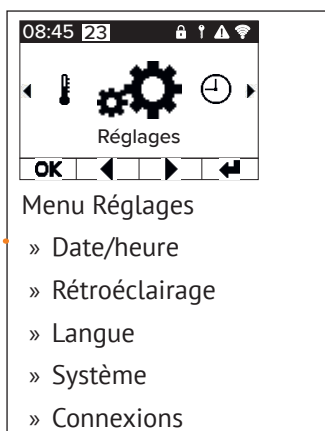 08:45 23
Réglages
OK
Menu Réglages
» Date/heure
» Rétroéclairage
» Langue
» Système
» Connexions